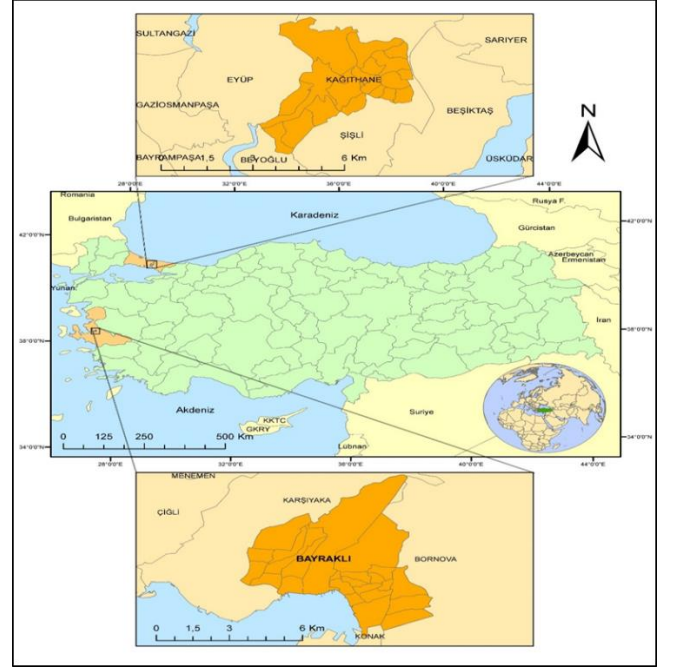 SULTANGAZİ
SARIYER
EYÜP
KAĞITHANE
GAZİOSMANPAŞA
BEŞİKTAŞ
ŞİŞLİ
BAYRAMPAŞA
BEYOĞLU
ÜSKÜDAR
1,5
6 Km
N
28°0'0"E
32°0'0"E
36°0'0"E
40°0'0"E
44°0'0"E
Romania
Karadeniz
Rusya F.
Bulgaristan
Gürcistan
42°0'0"N
42°0'0"N
Azerbeycan
Ermenistan
Yunan.
İran
38°0'0"N
38°0'0"N
Akdeniz
KKTC
GKRY
Suriye
Lübnan
0 125 250 500 Km
34°0'0"N
34°0'0"N
28°0'0"E
32°0'0"E
36°0'0"E
40°0'0"E
44°0'0"E
MENEMEN
KARŞIYAKA
ÇİĞLİ
BAYRAKLI
BORNOVA
0 1,5 3 6 Km
KONAK